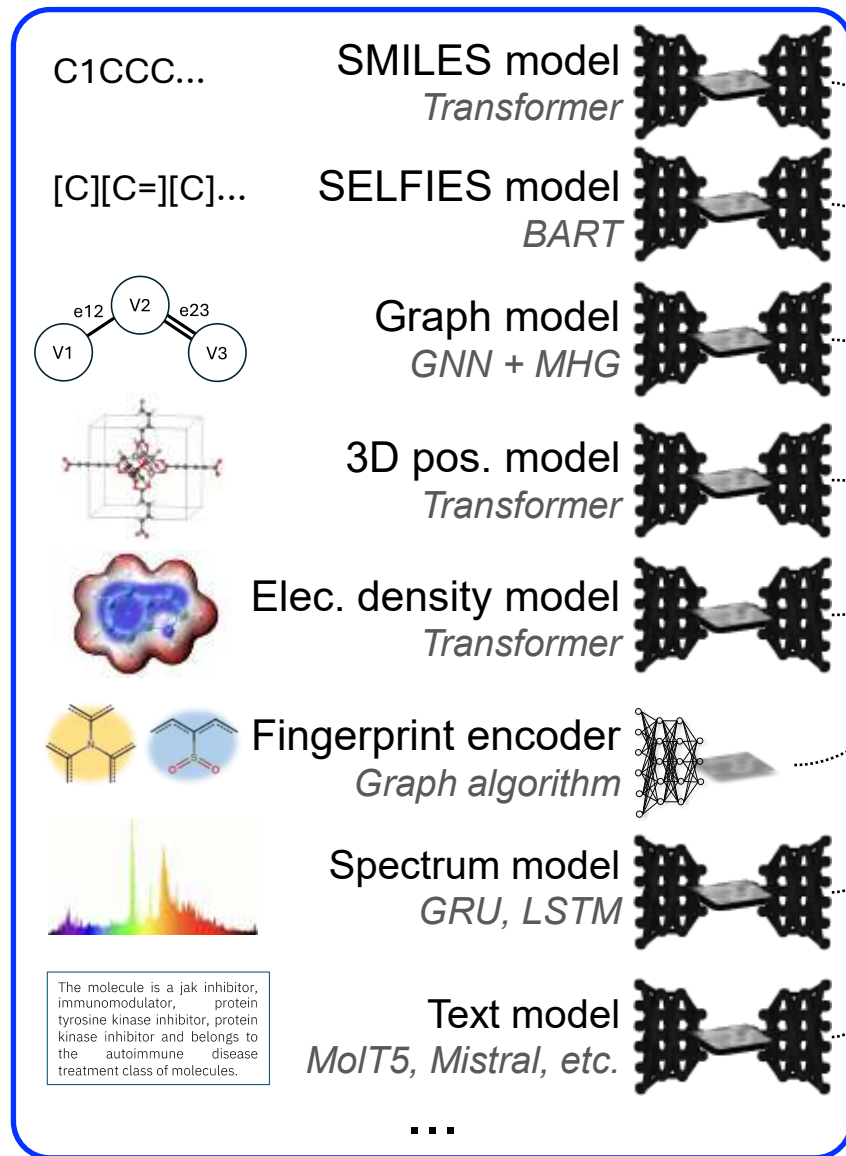 C1CCC...
SMILES model
Transformer
[C][C=][C]...
SELFIES model
BART
V1
e12
V2
e23
V3
Graph model
GNN + MHG
3D pos. model
Transformer
Elec. density model
Transformer
N
S
O
O
Fingerprint encoder
Graph algorithm
Spectrum model
GRU, LSTM
The molecule is a jak inhibitor,
immunomodulator, protein
tyrosine kinase inhibitor, protein
kinase inhibitor and belongs to
the autoimmune disease
treatment class of molecules.
Text model
MolT5, Mistral, etc.
...